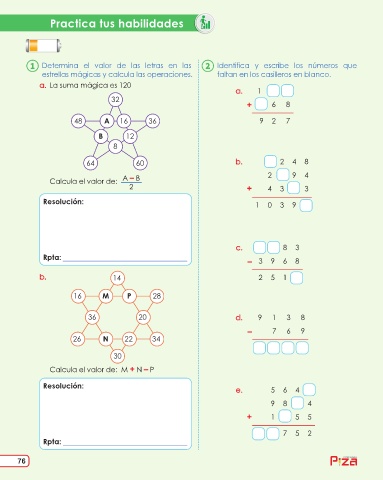 Practica tus habilidades
1 Determina el valor de las letras en las
estrellas mágicas y calcula las operaciones.
a. La suma mágica es 120
32
48 A 16 36
B 12
8
64 60
Calcula el valor de: A – B
2
Resolución:
Rpta:
b. 14
16 M P 28
36 20
26 N 22 34
30
Calcula el valor de: M + N – P
Resolución:
Rpta:
2 Identifica y escribe los números que
faltan en los casilleros en blanco.
a. 1
+ 6 8
9 2 7
b. 2 4 8
2 9 4
+ 4 3 3
1 0 3 9
c. 8 3
– 3 9 6 8
2 5 1
d. 9 1 3 8
– 7 6 9
e. 5 6 4
9 8 4
+ 1 5 5
7 5 2
76